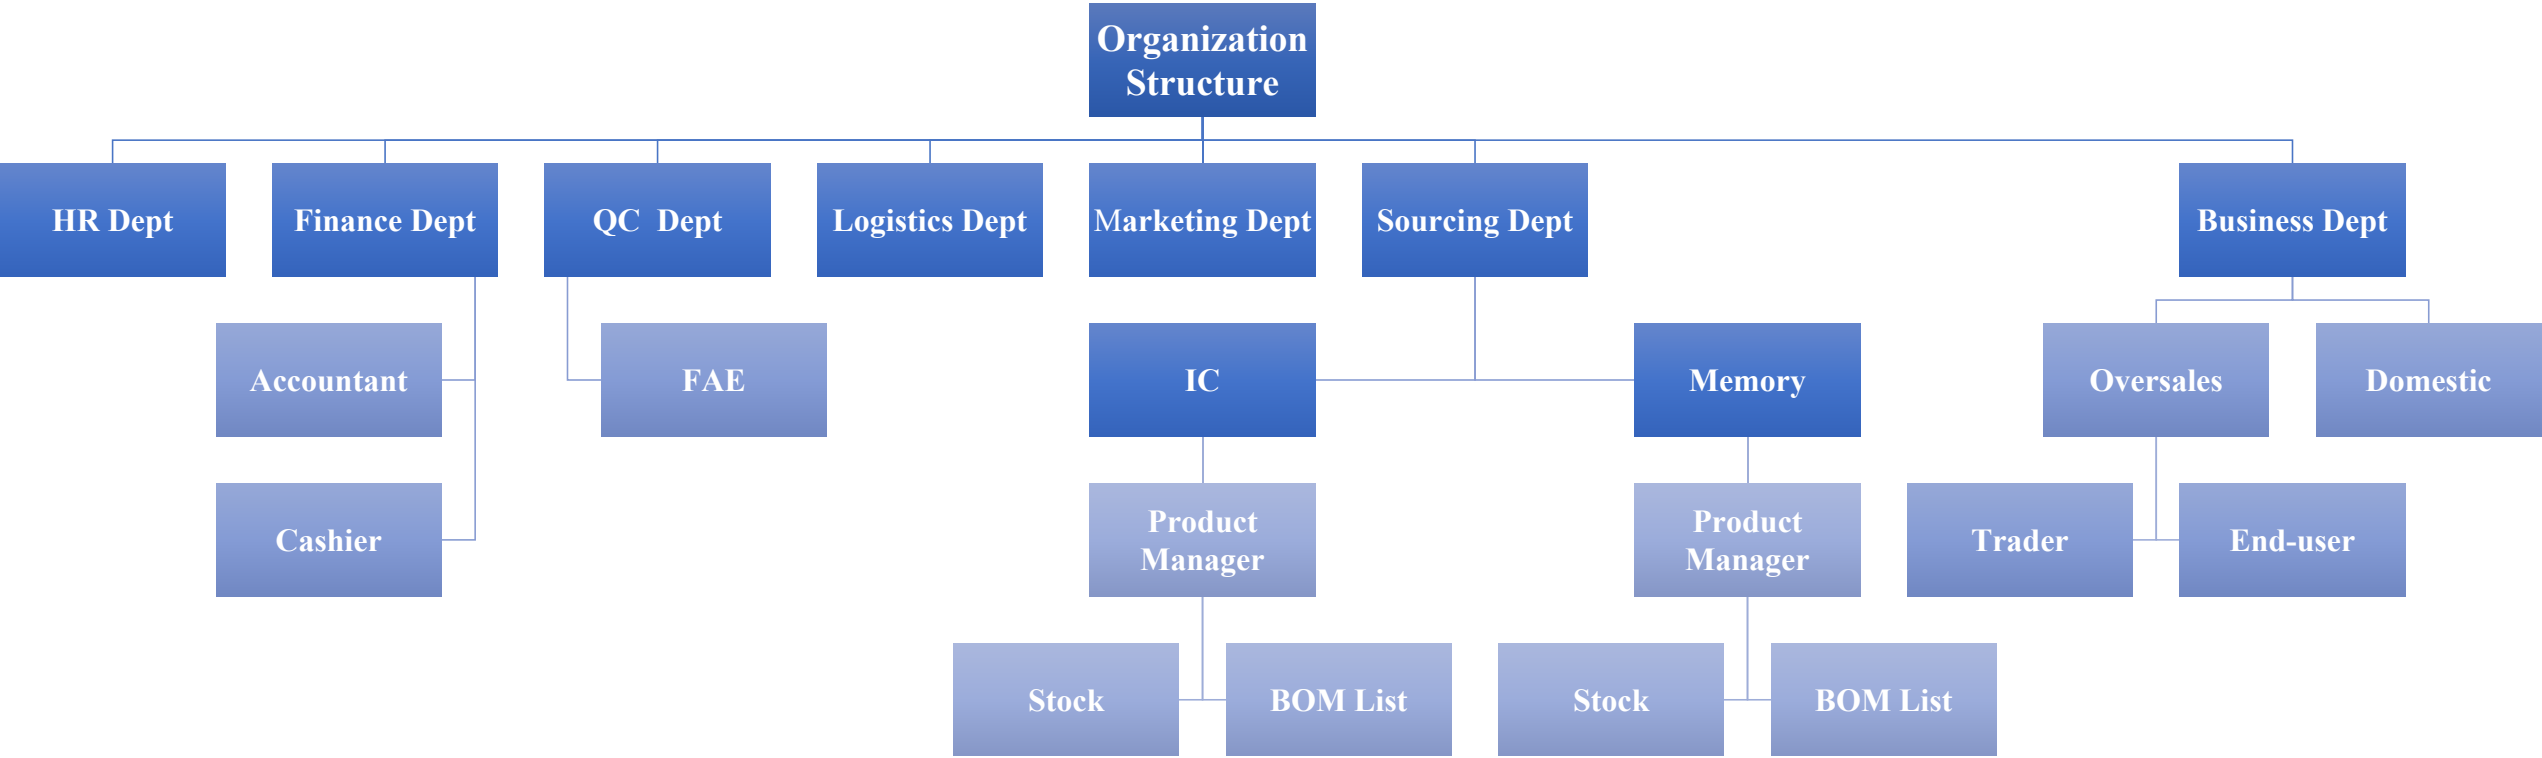 Organization
Structure
HR Dept
Finance Dept
QC  Dept
Logistics Dept
Marketing Dept
Sourcing Dept
Business Dept
Accountant
FAE
IC
Memory
Oversales
Domestic
Cashier
Product
Manager
Product
Manager
Trader
End-user
Stock
BOM List
Stock
BOM List